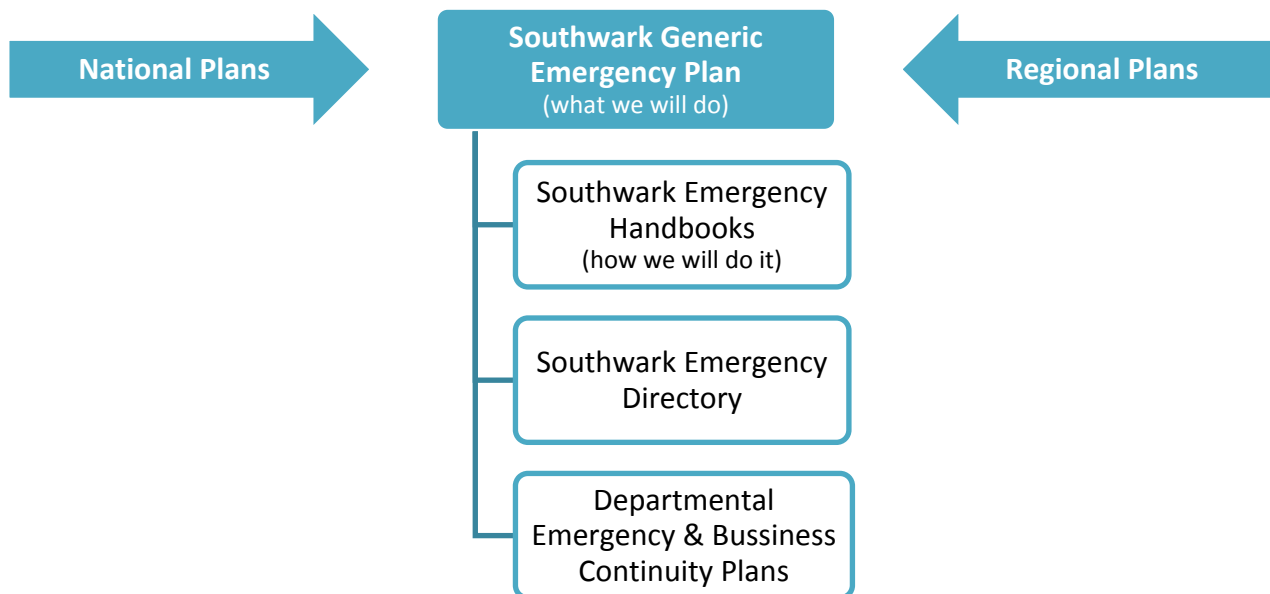 National Plans
Southwark Generic
Emergency Plan
(what we will do)
Regional Plans
Southwark Emergency
Handbooks
(how we will do it)
Southwark Emergency
Directory
Departmental
Emergency & Bussiness
Continuity Plans